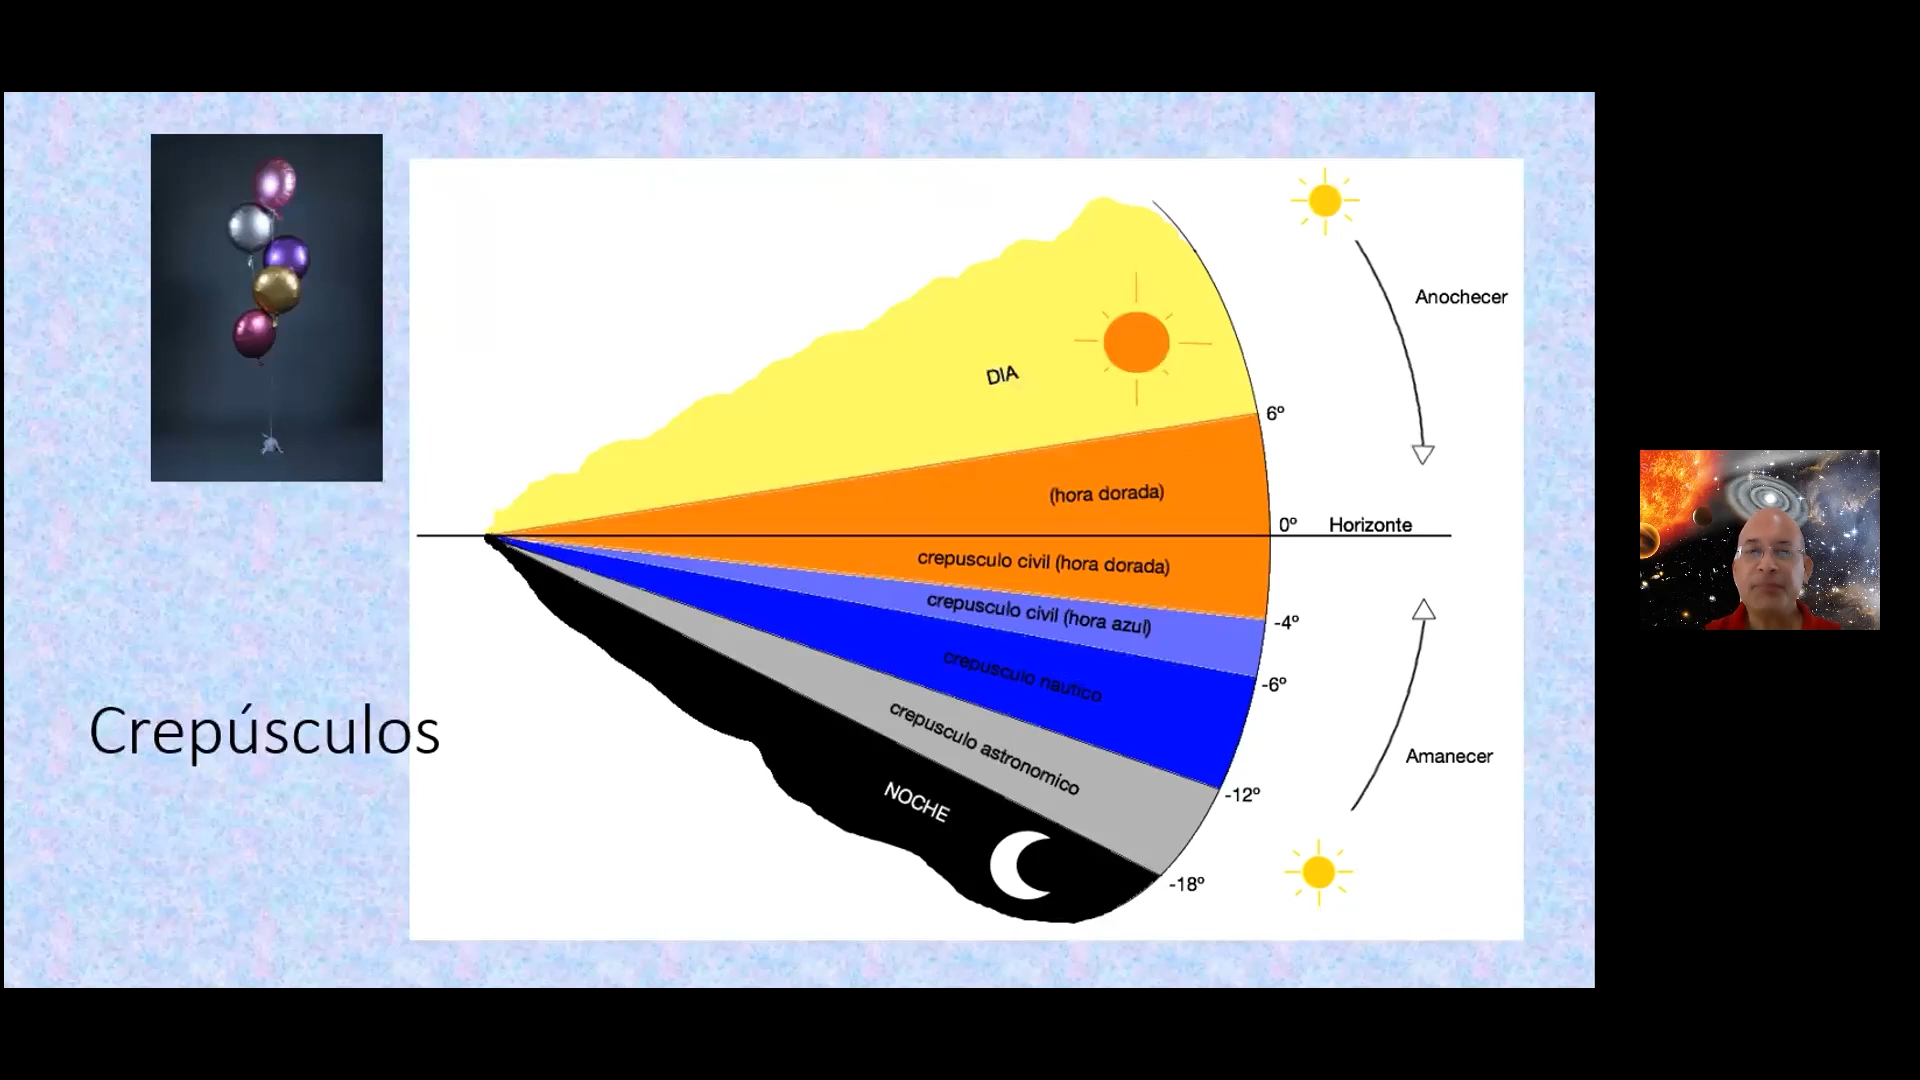 Anochecer
DIA
6º
(hora dorada)
0º Horizonte
crepusculo civil (hora dorada)
crepusculo civil (hora azul)
-4º
crepusculo nautico
-6º
crepusculo astronomico
Crepúsculos
Amanecer
NOCHE
-12º
-18º